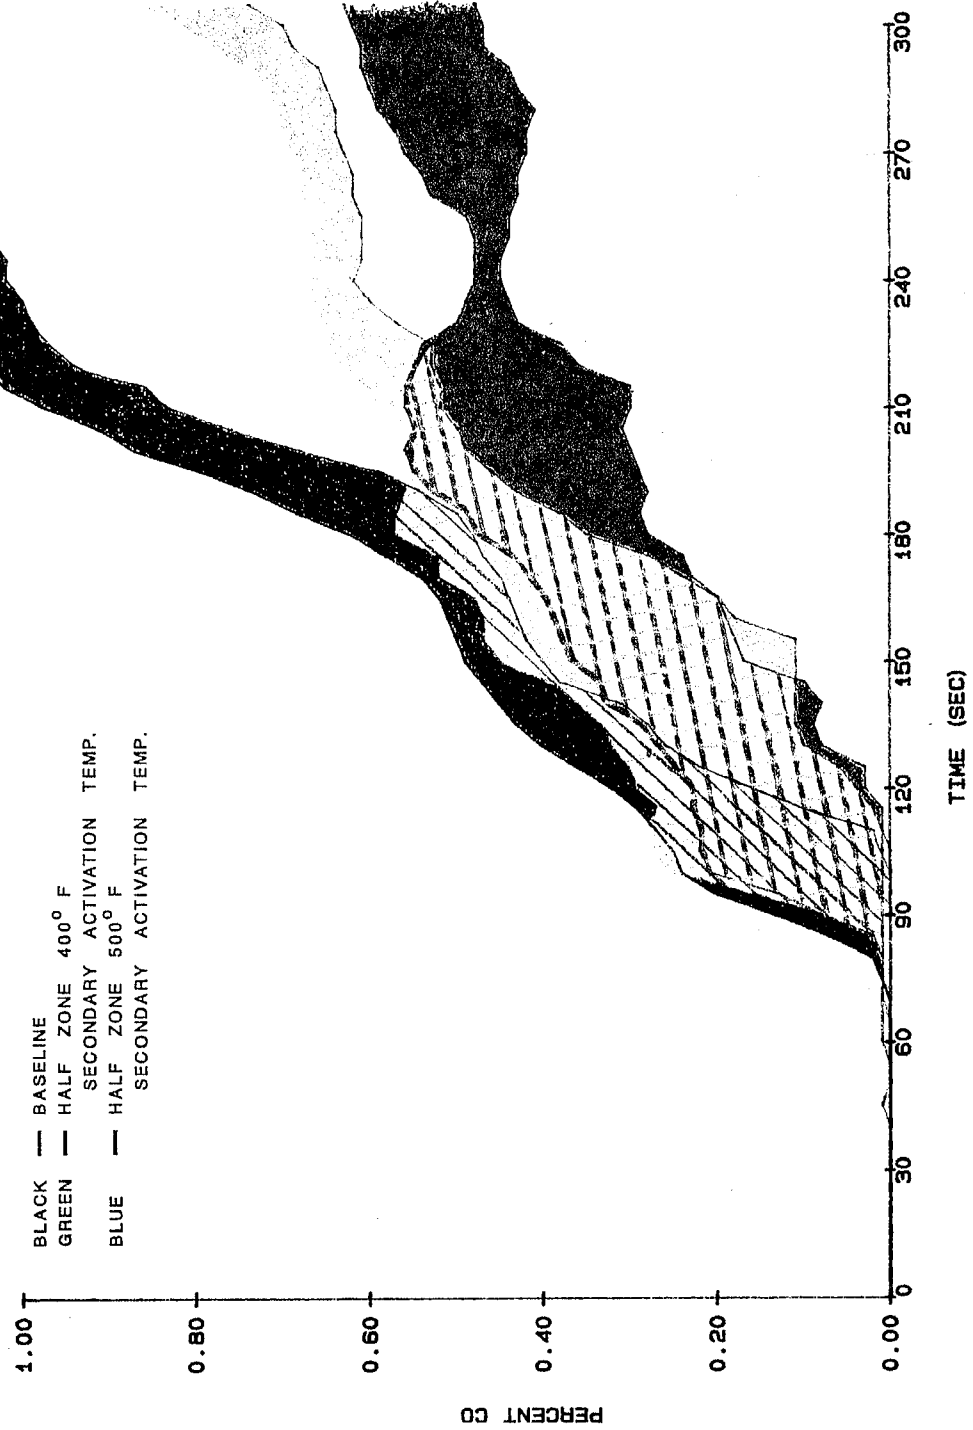 BLACK — BASELINE
GREEN — HALF ZONE 400° F
SECONDARY ACTIVATION TEMP.
BLUE — HALF ZONE 500° F
SECONDARY ACTIVATION TEMP.
1.00
0.80
0.60
0.40
0.20
0.00
PERCENT CO
0 30 60 90 120 150 180 210 240 270 300
TIME (SEC)